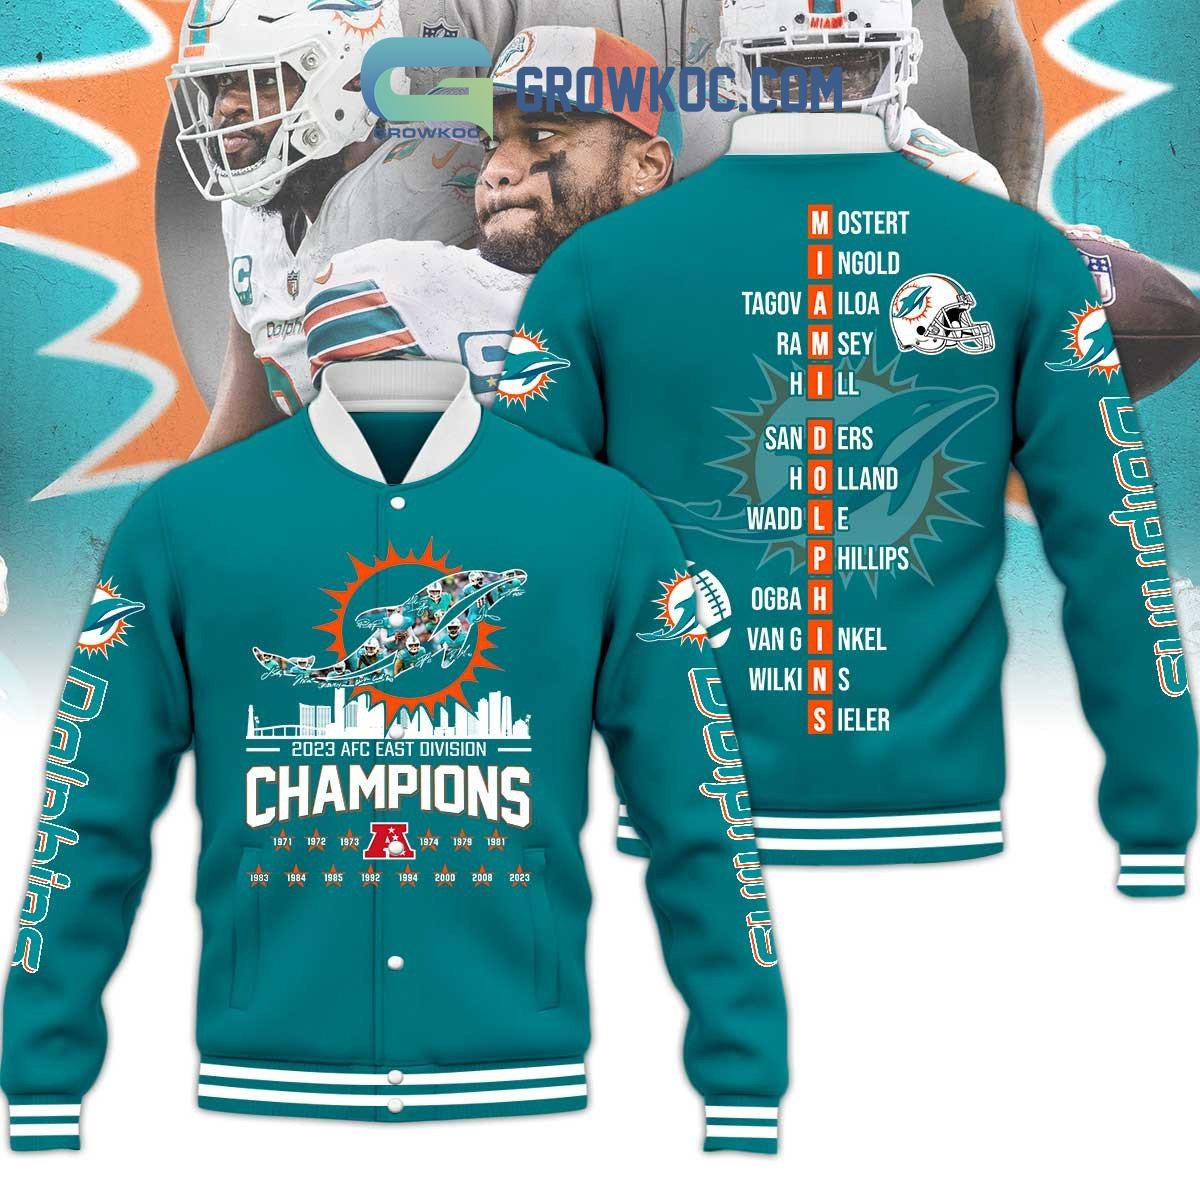 GROWKOC
GROWKOC.COM
MIAMI
Dolphins
MOSTERT
INGOLD
TAGOVAILOA
RAMSEY
HILL
SANDERS
HOLLAND
WADDLE
PHILLIPS
OGBAH
VAN GINKEL
WILKINS
SIELER
Dolphins
2023 AFC EAST DIVISION
CHAMPIONS
1971 1972 1973 A 1974 1979 1981
1983 1984 1985 1992 1994 2000 2008 2023
Dolphins
Dolphins